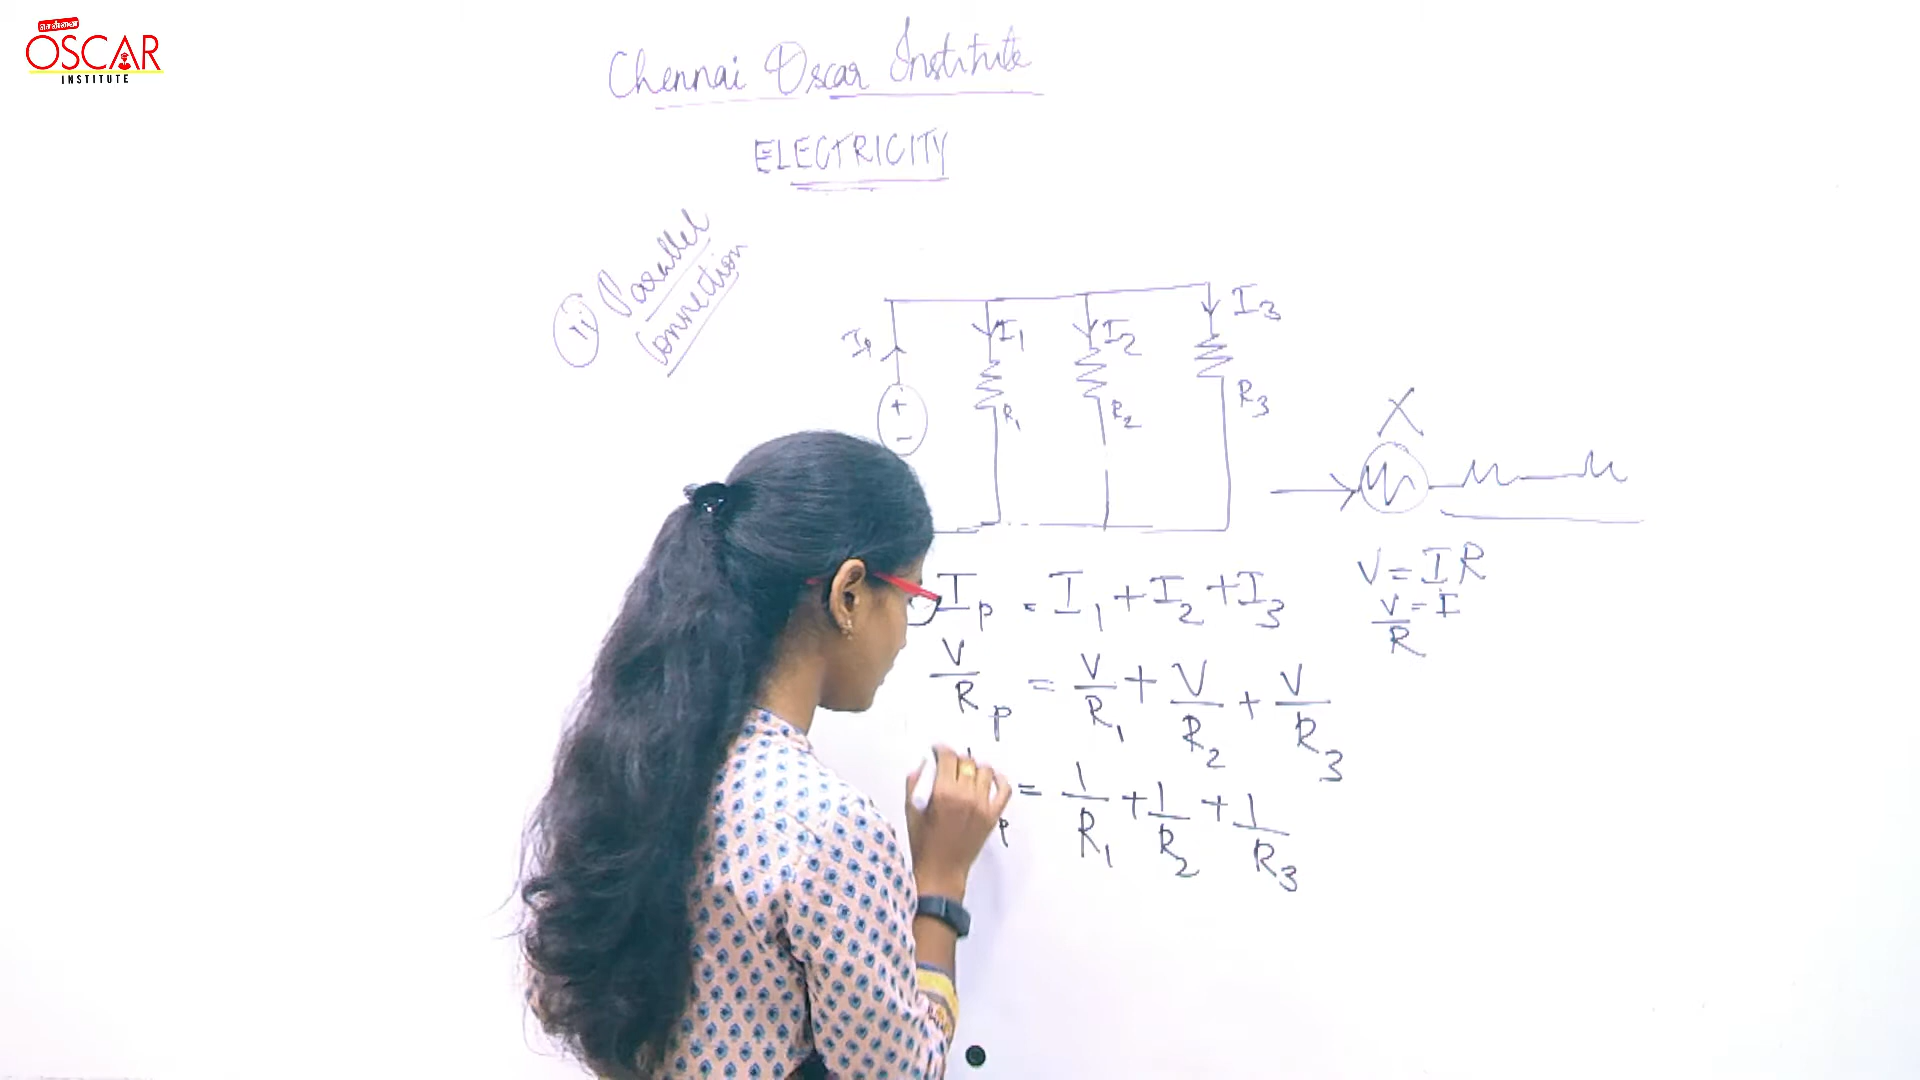 OSCAR
INSTITUTE
Chennai Oscar Institute
ELECTRICITY
ii Parallel
Connection
I1
I2
I3
+
-
R1
R2
R3
X
V = IR
V/R = I
Ip = I1 + I2 + I3
V/Rp = V/R1 + V/R2 + V/R3
= 1/R1 + 1/R2 + 1/R3